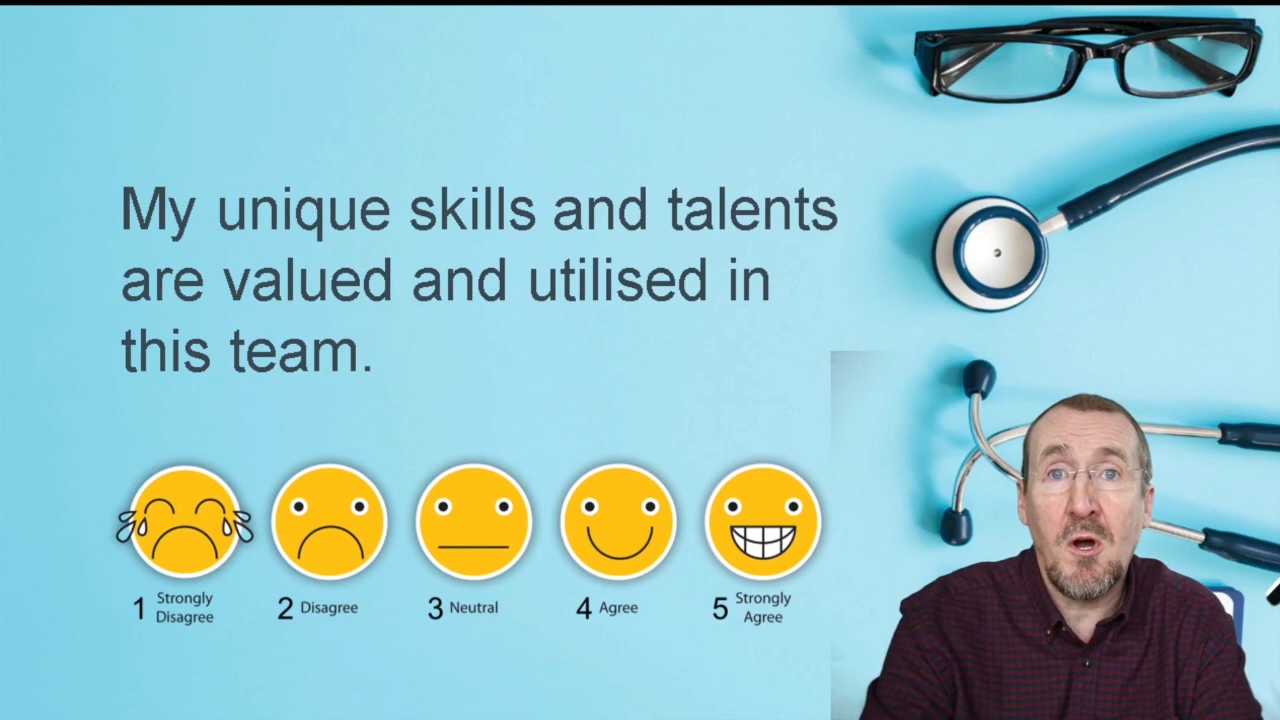 My unique skills and talents
are valued and utilised in
this team.
1 Strongly Disagree
2 Disagree
3 Neutral
4 Agree
5 Strongly Agree